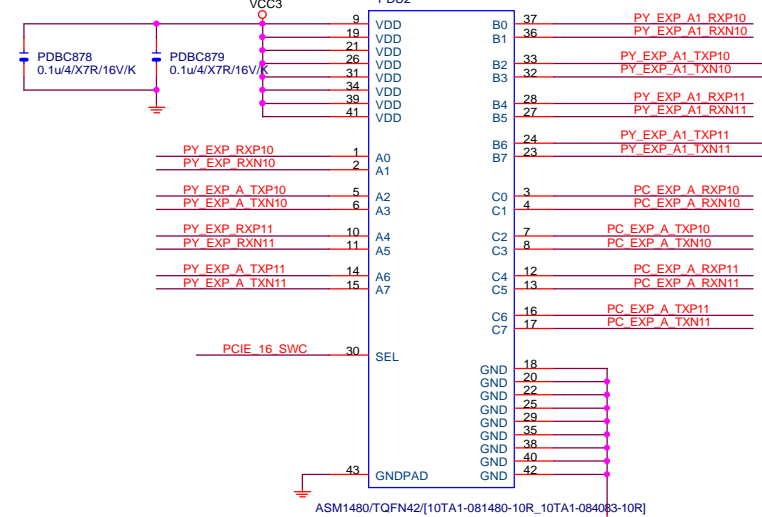 VCC3
PDU2
9 VDD B0 37 PY_EXP_A1_RXP10
19 VDD B1 36 PY_EXP_A1_RXN10
21 VDD
26 VDD B2 33 PY_EXP_A1_TXP10
31 VDD B3 32 PY_EXP_A1_TXN10
34 VDD
39 VDD B4 28 PY_EXP_A1_RXP11
41 VDD B5 27 PY_EXP_A1_RXN11
PDBC878
0.1u/4/X7R/16V/K
PDBC879
0.1u/4/X7R/16V/K
B6 24 PY_EXP_A1_TXP11
B7 23 PY_EXP_A1_TXN11
PY_EXP_RXP10 1 A0
PY_EXP_RXN10 2 A1
PY_EXP_A_TXP10 5 A2 C0 3 PC_EXP_A_RXP10
PY_EXP_A_TXN10 6 A3 C1 4 PC_EXP_A_RXN10
PY_EXP_RXP11 10 A4 C2 7 PC_EXP_A_TXP10
PY_EXP_RXN11 11 A5 C3 8 PC_EXP_A_TXN10
PY_EXP_A_TXP11 14 A6 C4 12 PC_EXP_A_RXP11
PY_EXP_A_TXN11 15 A7 C5 13 PC_EXP_A_RXN11
C6 16 PC_EXP_A_TXP11
C7 17 PC_EXP_A_TXN11
PCIE_16_SWC 30 SEL
GND 18
GND 20
GND 22
GND 25
GND 29
GND 35
GND 38
GND 40
43 GNDPAD GND 42
ASM1480/TQFN42/[10TA1-081480-10R_10TA1-084083-10R]